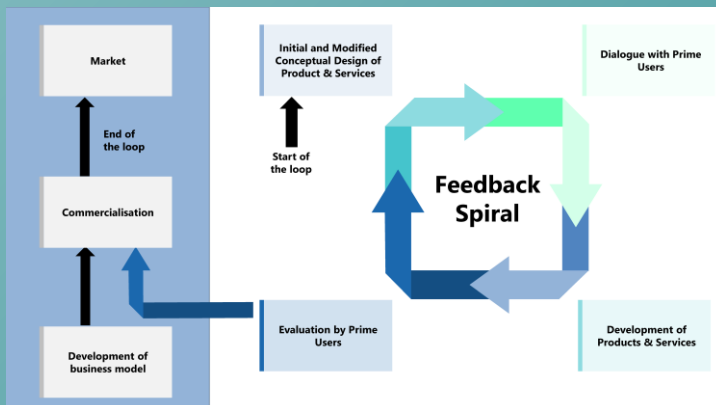 Market
End of
the loop
Commercialisation
Development of
business model
Initial and Modified
Conceptual Design of
Product & Services
Start of
the loop
Dialogue with Prime
Users
Feedback
Spiral
Evaluation by Prime
Users
Development of
Products & Services